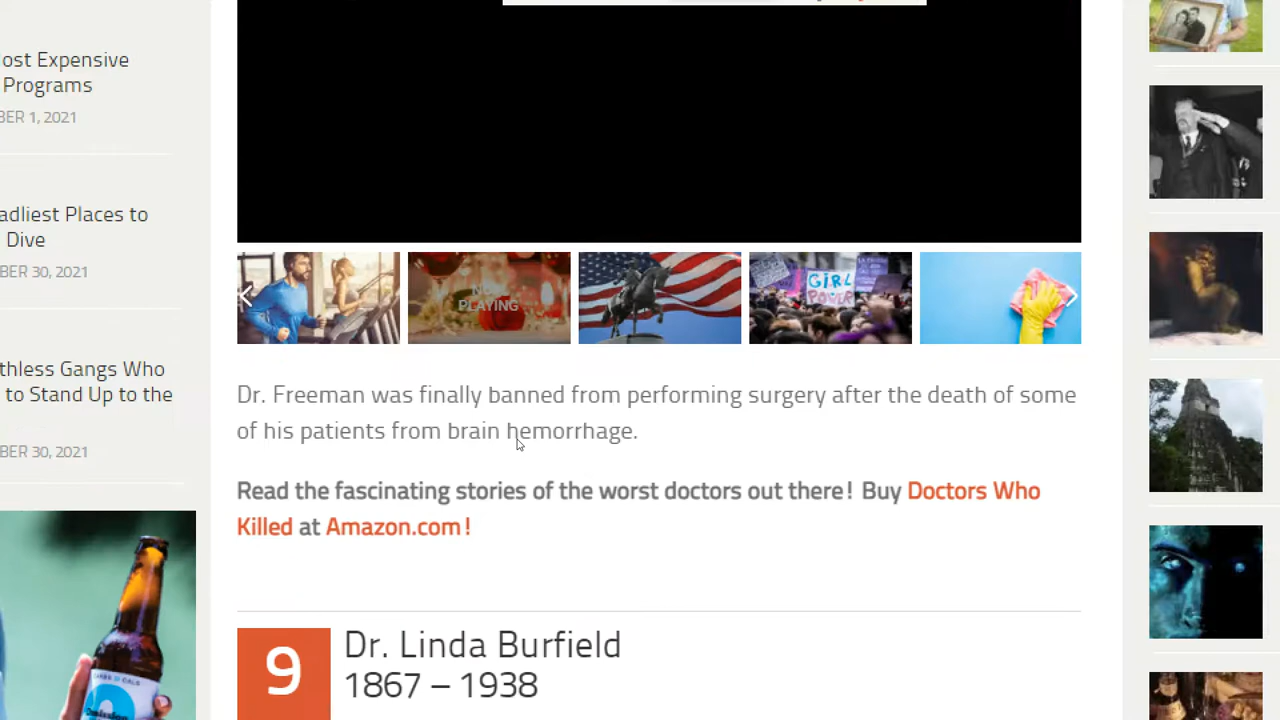 ost Expensive
Programs
BER 1, 2021
adliest Places to
Dive
BER 30, 2021
thless Gangs Who
to Stand Up to the
BER 30, 2021
NOW
PLAYING
GIRL
POWER
Dr. Freeman was finally banned from performing surgery after the death of some
of his patients from brain hemorrhage.
Read the fascinating stories of the worst doctors out there! Buy Doctors Who
Killed at Amazon.com!
9
Dr. Linda Burfield
1867 – 1938